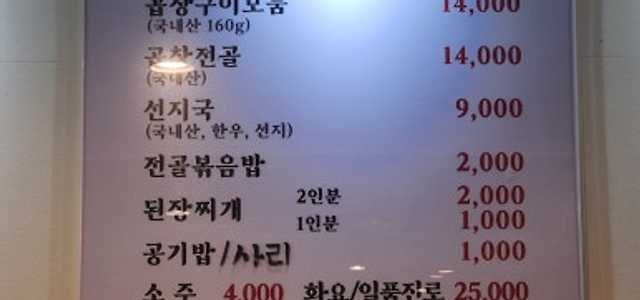 곱창구이모듬 14,000
(국내산 160g)
곱창전골 14,000
(국내산)
선지국 9,000
(국내산, 한우, 선지)
전골볶음밥 2,000
된장찌개 2인분 2,000
1인분 1,000
공기밥/사리 1,000
소 주 4,000 화요/일품진로 25,000